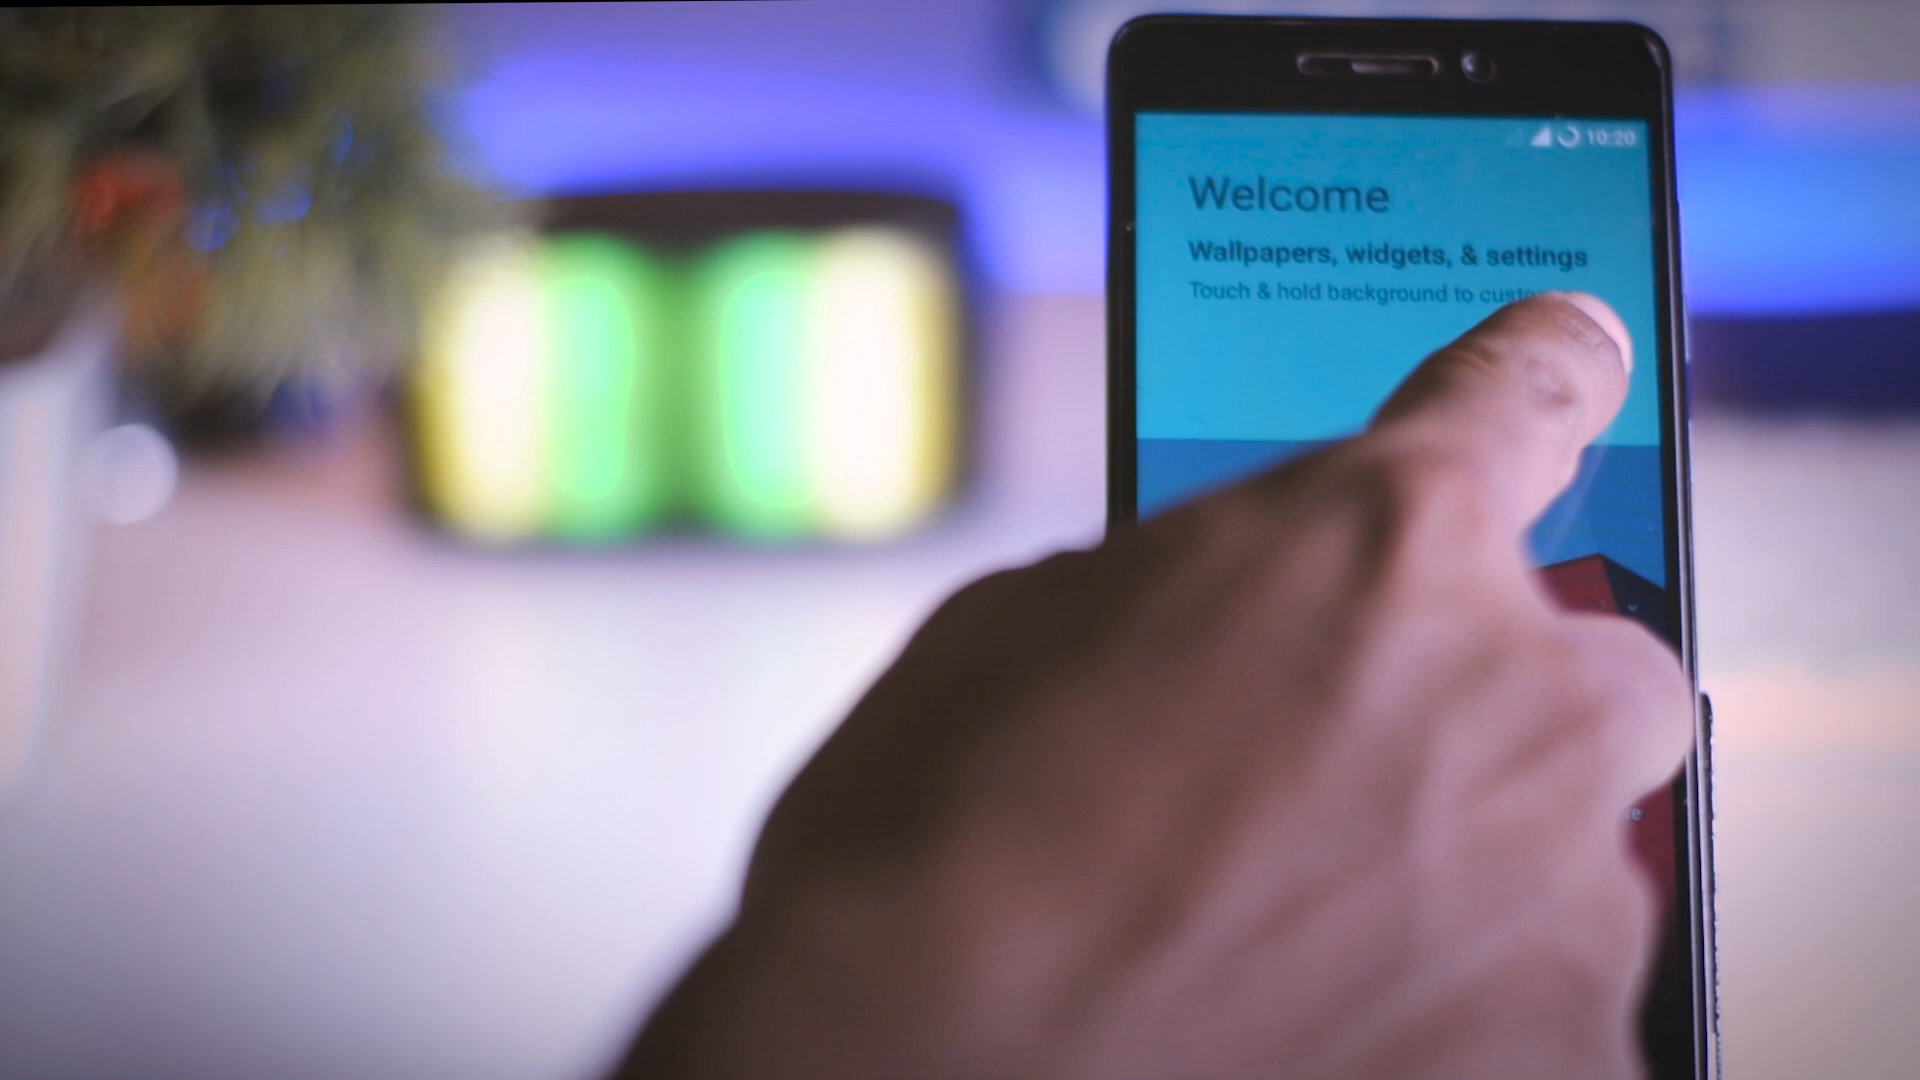 10:20
Welcome
Wallpapers, widgets, & settings
Touch & hold background to